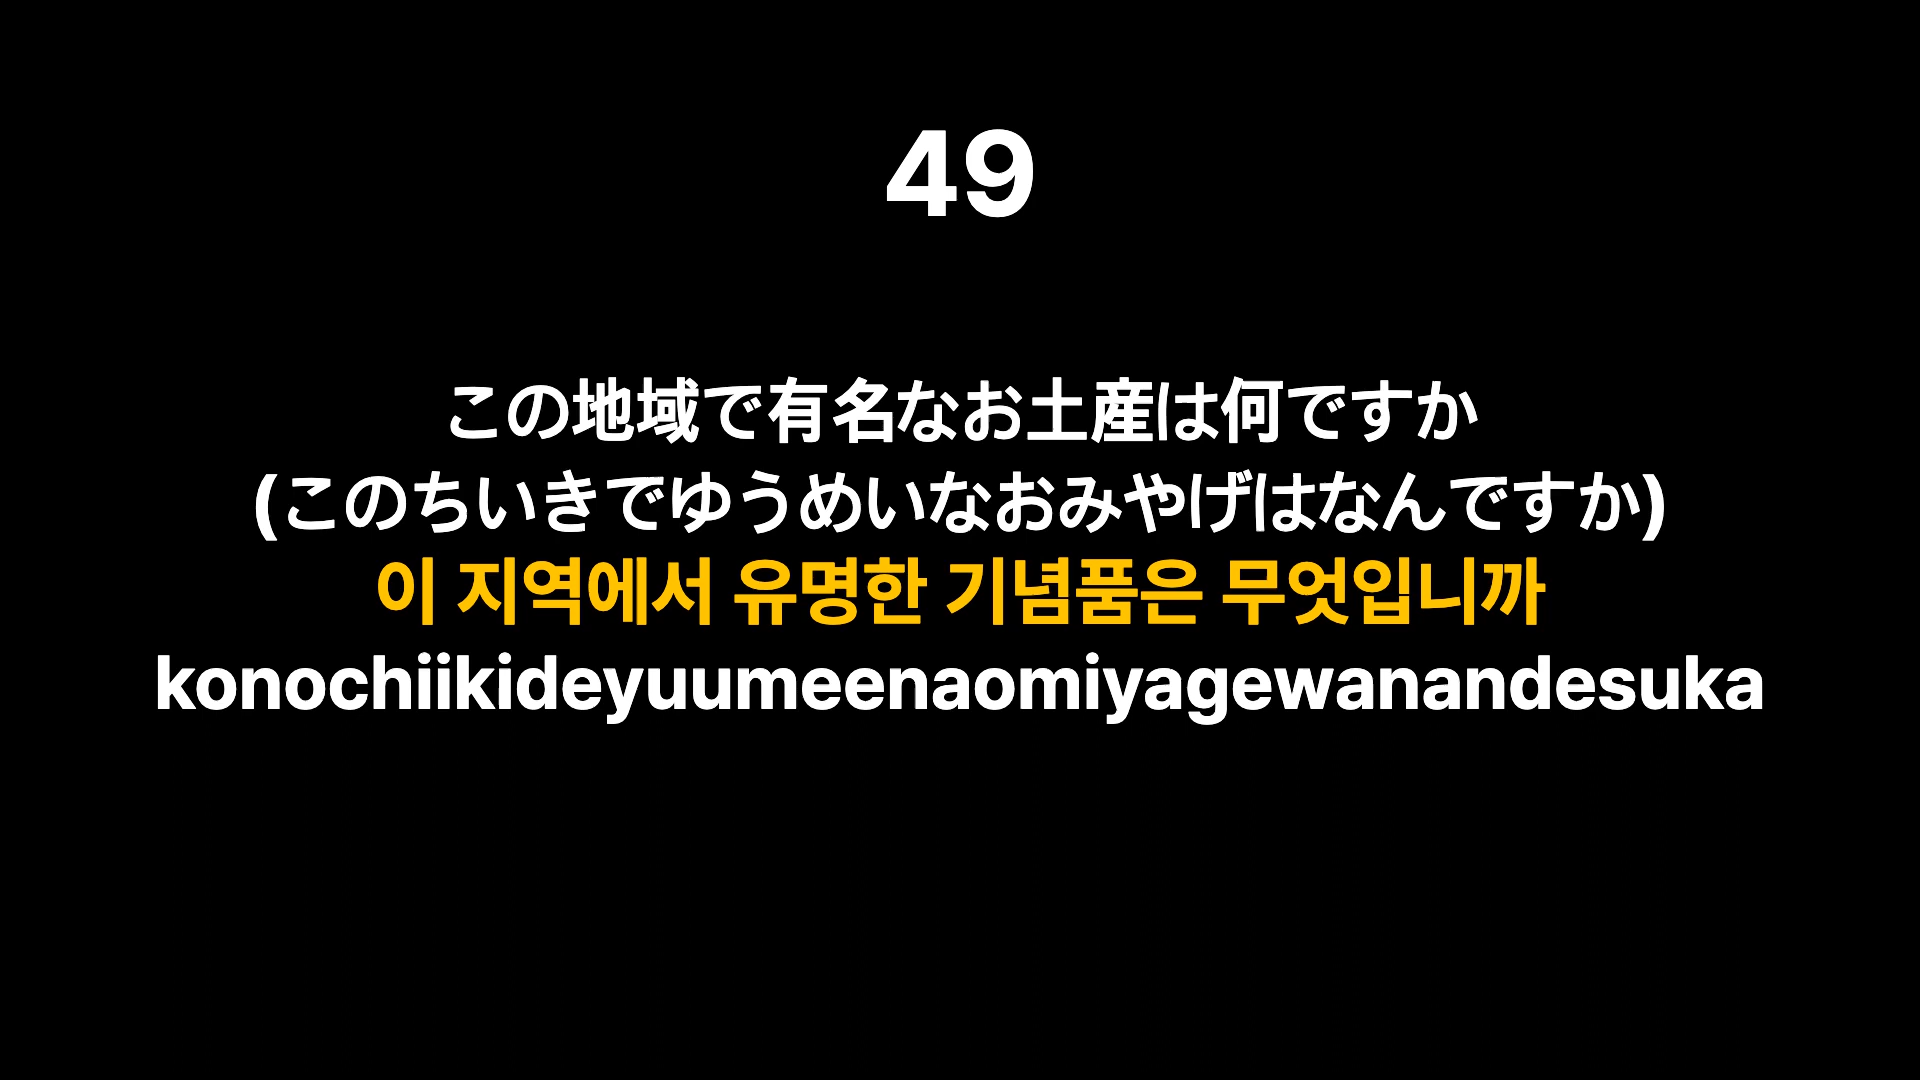 49
この地域で有名なお土産は何ですか
(このちいきでゆうめいなおみやげはなんですか)
이 지역에서 유명한 기념품은 무엇입니까
konochiikideyuumeenaomiyagewanandesuka